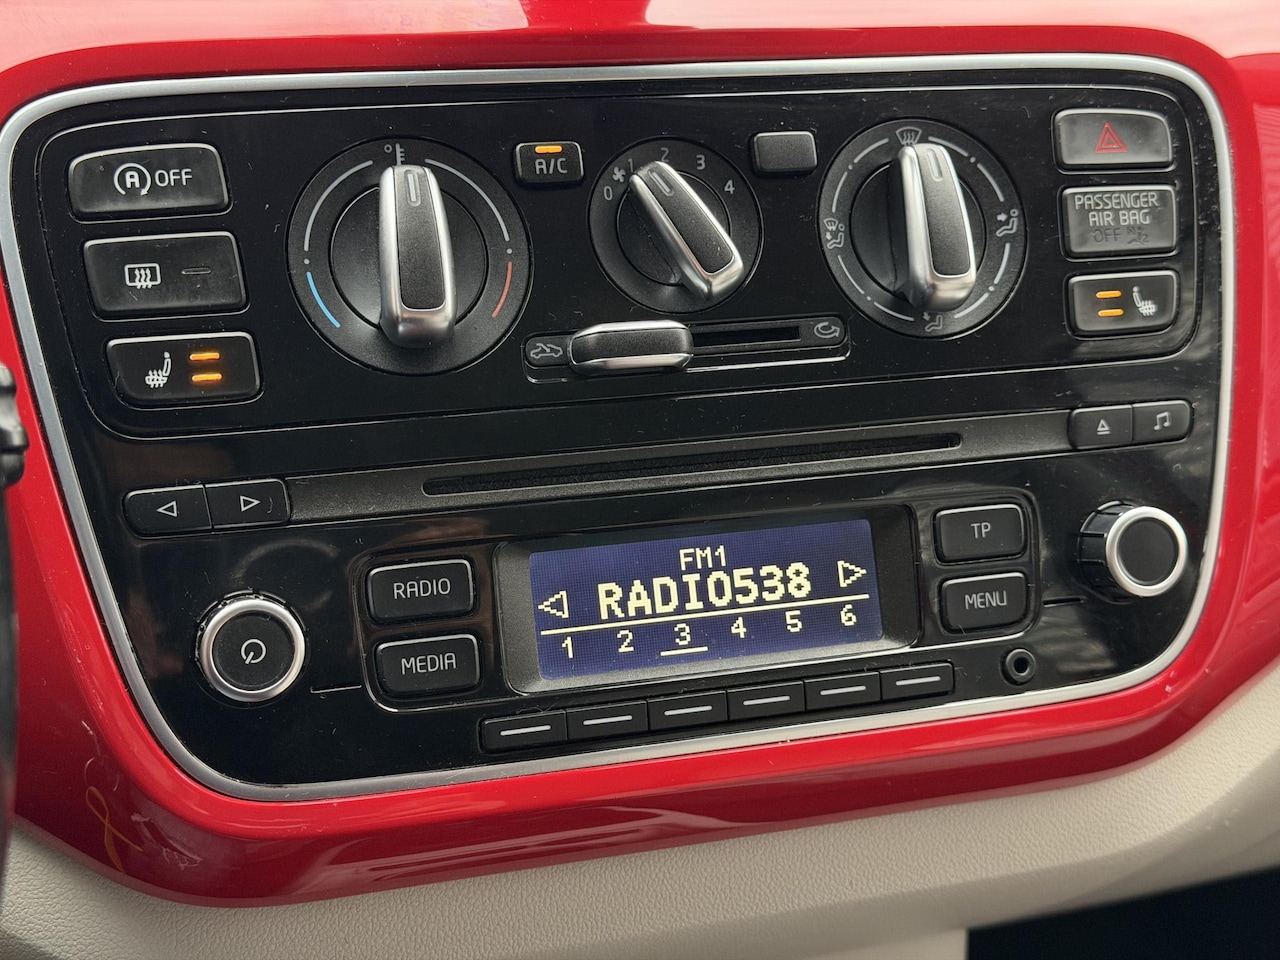 A OFF
A/C
0 1 2 3 4
PASSENGER
AIR BAG
OFF
RADIO
MEDIA
FM1
RADIO538
1 2 3 4 5 6
TP
MENU